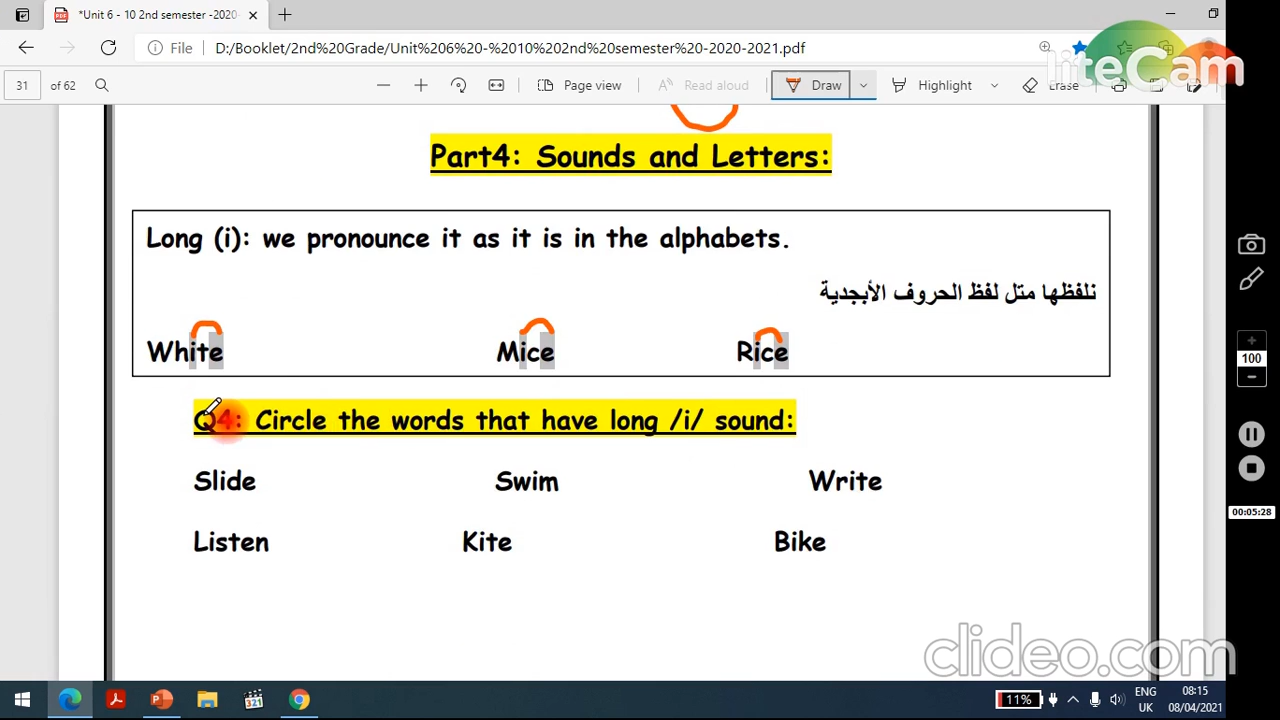 *Unit 6 - 10 2nd semester -2020-
File D:/Booklet/2nd%20Grade/Unit%206%20-%2010%202nd%20semester%20-2020-2021.pdf
liteCam
31 of 62 Page view Read aloud Draw Highlight Erase
Part4: Sounds and Letters:
Long (i): we pronounce it as it is in the alphabets.
نلفظها متل لفظ الحروف الأبجدية
White Mice Rice
100
Q4: Circle the words that have long /i/ sound:
Slide Swim Write
00:05:28
Listen Kite Bike
clideo.com
321
11% ENG 08:15
UK 08/04/2021